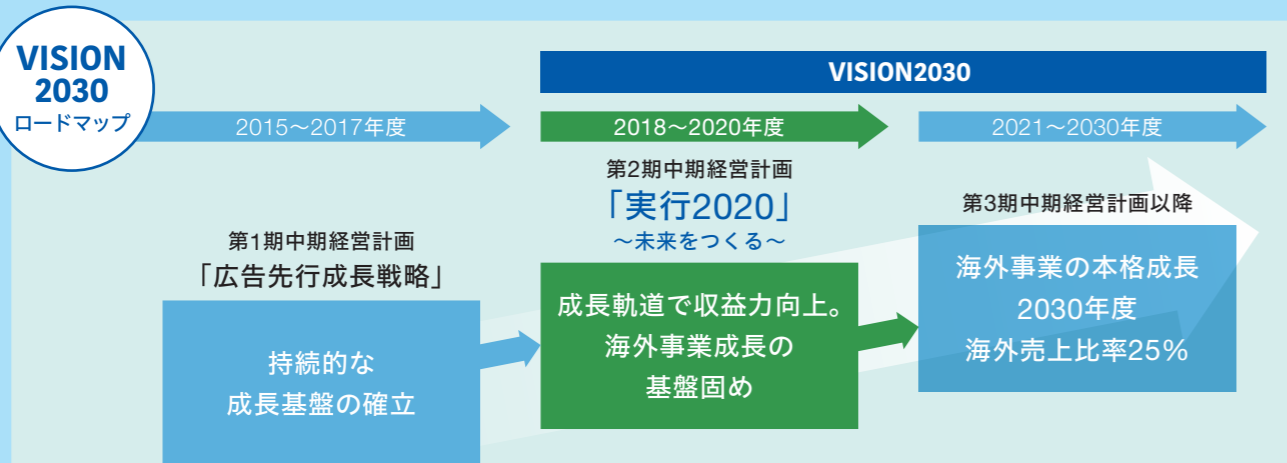 VISION
2030
ロードマップ
VISION2030
2015〜2017年度
2018〜2020年度
2021〜2030年度
第1期中期経営計画
「広告先行成長戦略」
持続的な
成長基盤の確立
第2期中期経営計画
「実行2020」
〜未来をつくる〜
成長軌道で収益力向上。
海外事業成長の
基盤固め
第3期中期経営計画以降
海外事業の本格成長
2030年度
海外売上比率25%